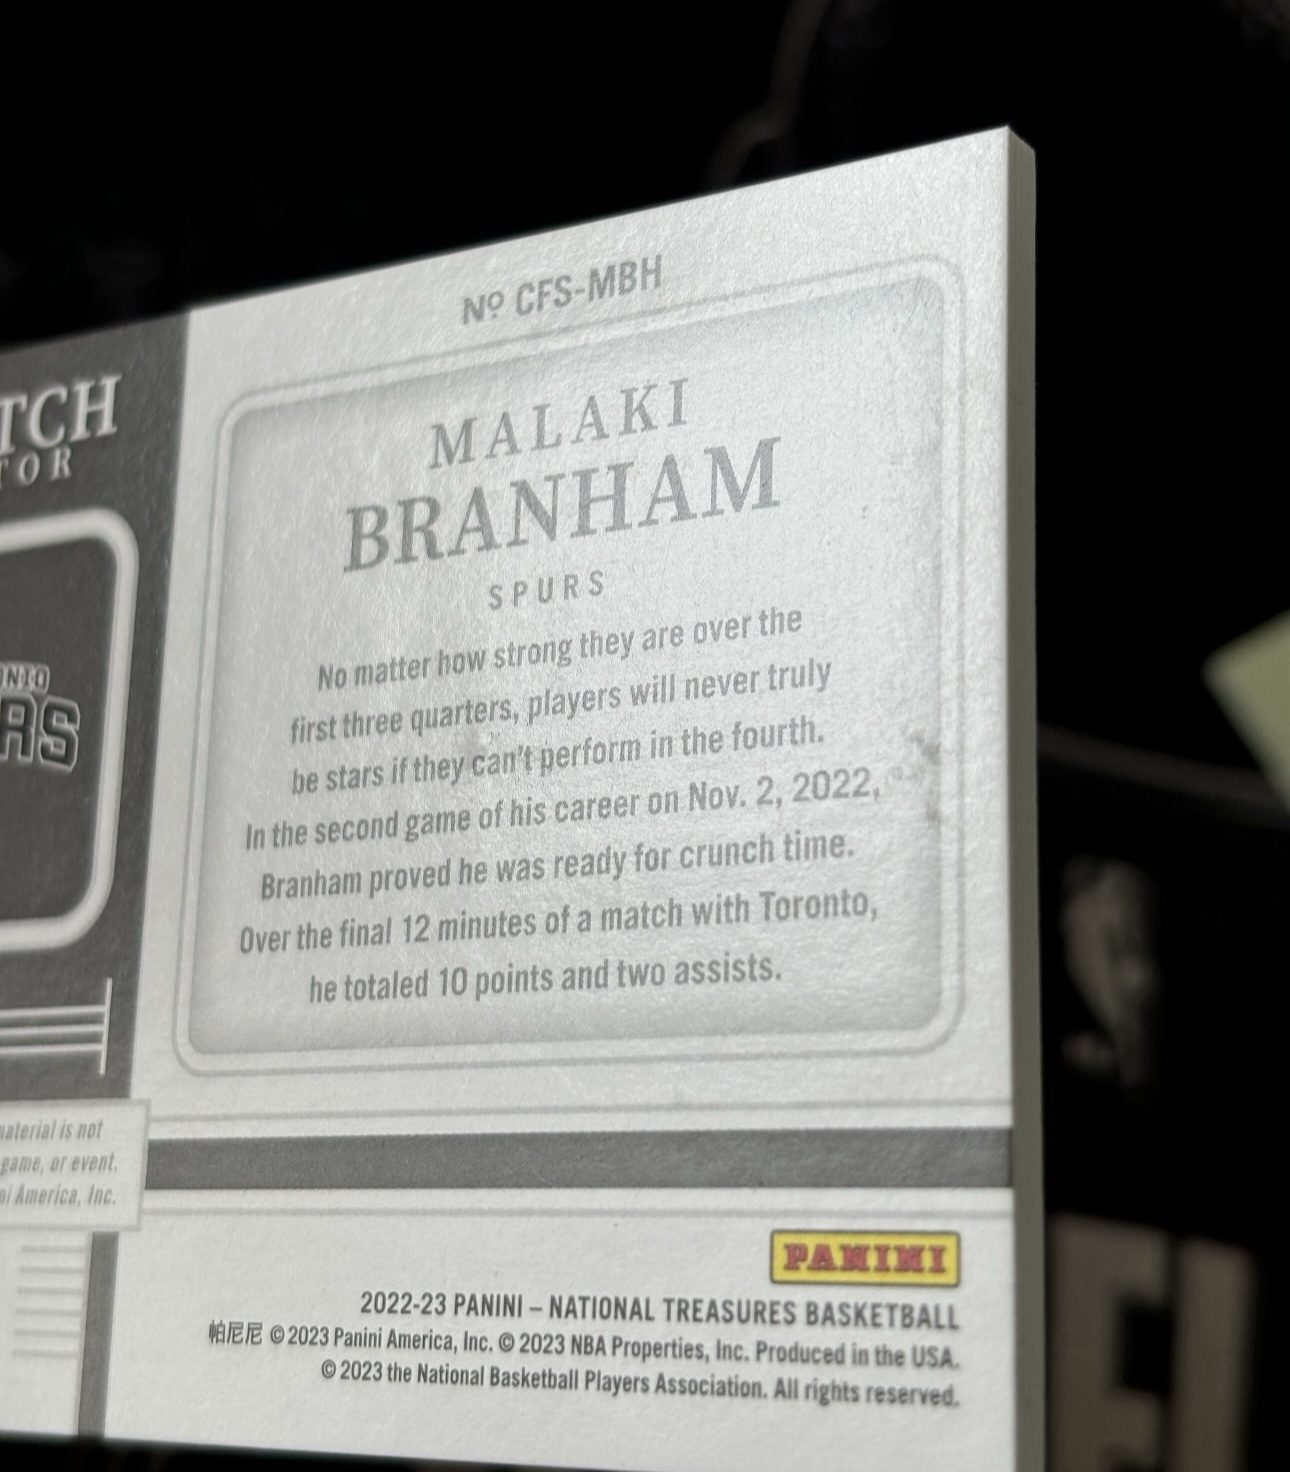 Nº CFS-MBH
TCH
TOR
MALAKI
BRANHAM
SPURS
No matter how strong they are over the
first three quarters, players will never truly
be stars if they can't perform in the fourth.
In the second game of his career on Nov. 2, 2022,
Branham proved he was ready for crunch time.
Over the final 12 minutes of a match with Toronto,
he totaled 10 points and two assists.
NIO
RS
material is not
game, or event.
ni America, Inc.
PANINI
2022-23 PANINI – NATIONAL TREASURES BASKETBALL
帕尼尼 © 2023 Panini America, Inc. © 2023 NBA Properties, Inc. Produced in the USA.
© 2023 the National Basketball Players Association. All rights reserved.